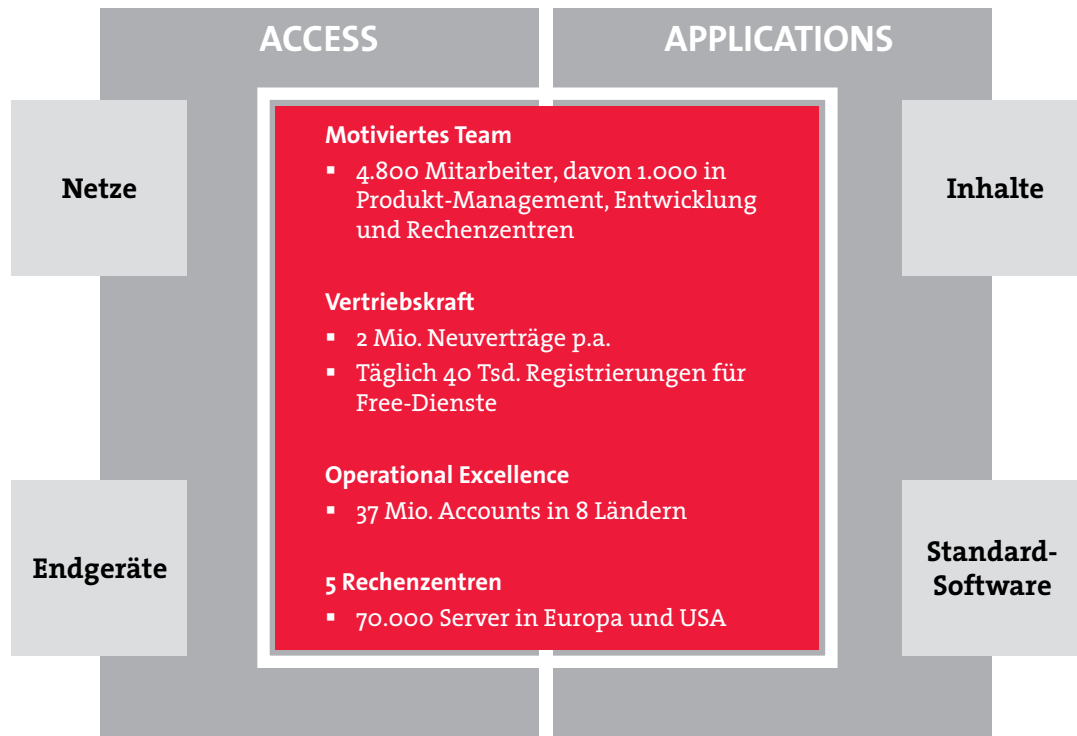 ACCESS
APPLICATIONS
Netze
Endgeräte
Motiviertes Team
▪ 4.800 Mitarbeiter, davon 1.000 in
Produkt-Management, Entwicklung
und Rechenzentren
Vertriebskraft
▪ 2 Mio. Neuverträge p.a.
▪ Täglich 40 Tsd. Registrierungen für
Free-Dienste
Operational Excellence
▪ 37 Mio. Accounts in 8 Ländern
5 Rechenzentren
▪ 70.000 Server in Europa und USA
Inhalte
Standard-
Software